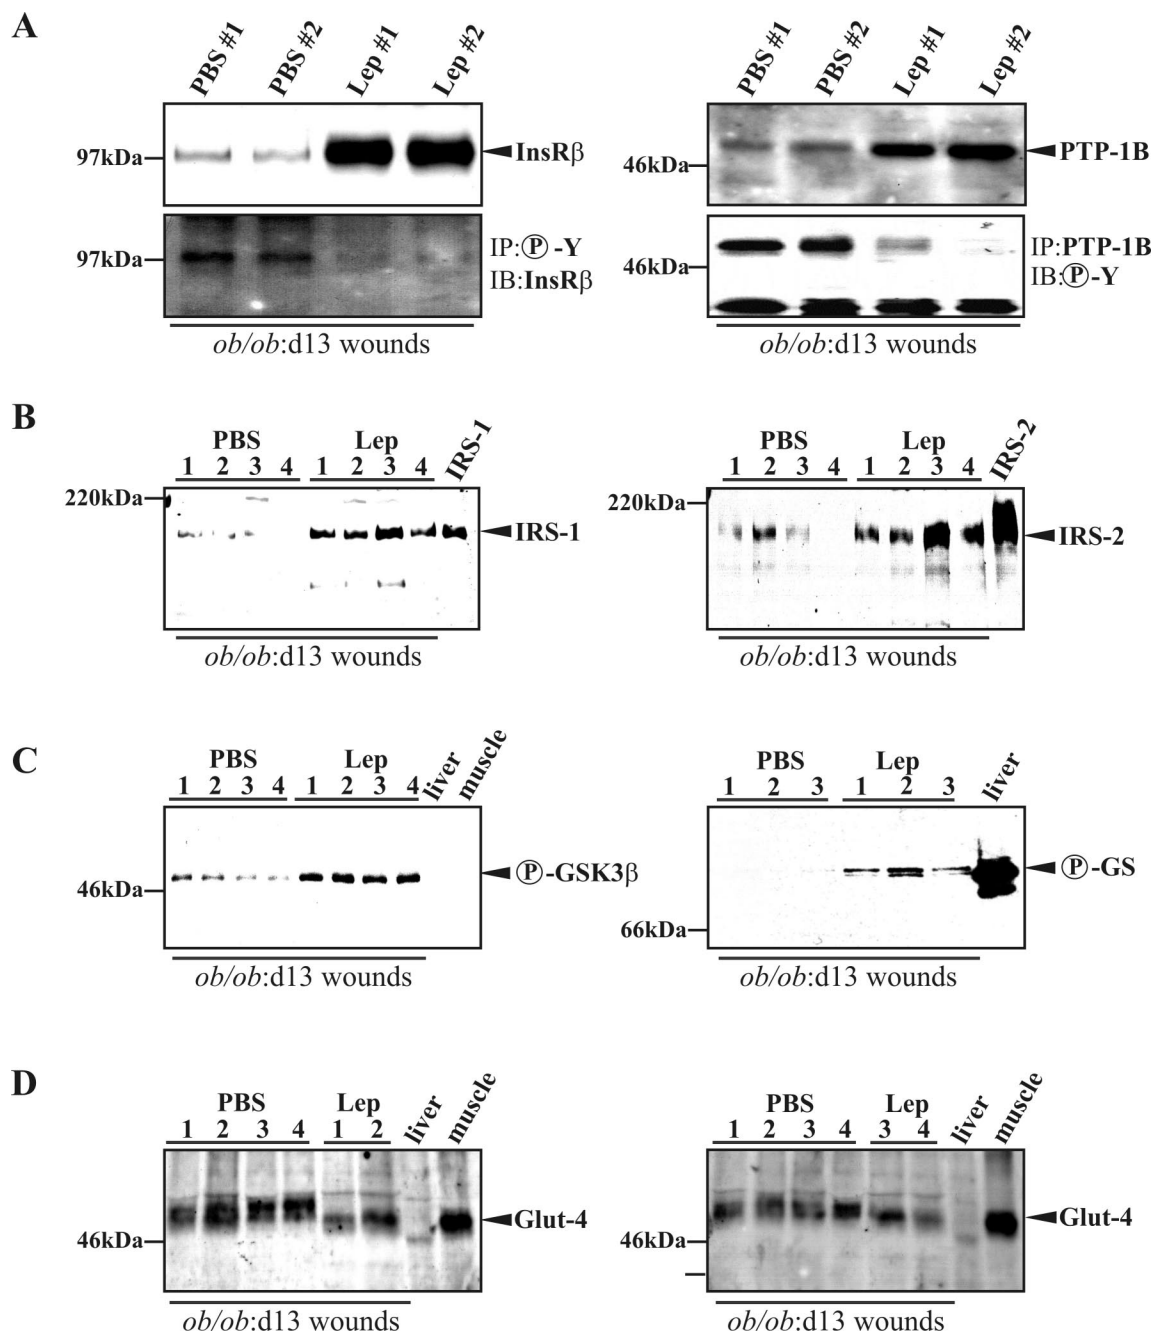 A
PBS #1 PBS #2 Lep #1 Lep #2
97kDa InsRβ
97kDa IP:Ⓟ-Y
IB:InsRβ
ob/ob:d13 wounds
PBS #1 PBS #2 Lep #1 Lep #2
46kDa PTP-1B
46kDa IP:PTP-1B
IB:Ⓟ-Y
ob/ob:d13 wounds
B
PBS Lep IRS-1
1 2 3 4 1 2 3 4
220kDa
IRS-1
ob/ob:d13 wounds
PBS Lep IRS-2
1 2 3 4 1 2 3 4
220kDa
IRS-2
ob/ob:d13 wounds
C
PBS Lep liver muscle
1 2 3 4 1 2 3 4
Ⓟ-GSK3β
46kDa
ob/ob:d13 wounds
PBS Lep liver
1 2 3 1 2 3
Ⓟ-GS
66kDa
ob/ob:d13 wounds
D
PBS Lep liver muscle
1 2 3 4 1 2
Glut-4
46kDa
ob/ob:d13 wounds
PBS Lep liver muscle
1 2 3 4 3 4
Glut-4
46kDa
ob/ob:d13 wounds